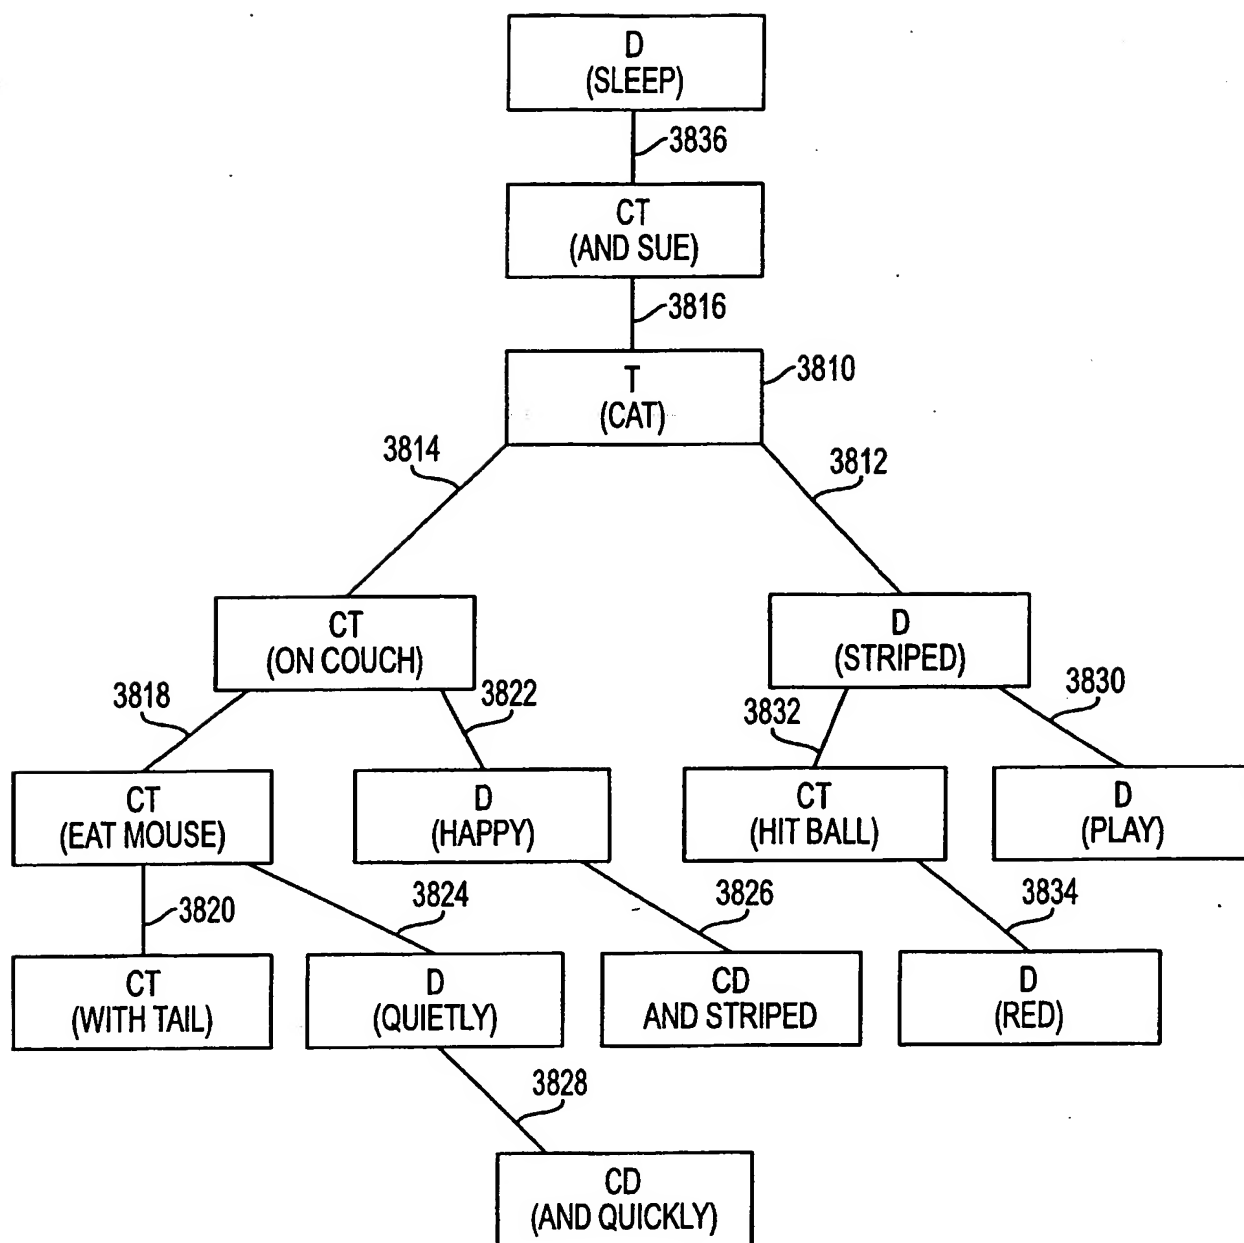 D
(SLEEP)
3836
CT
(AND SUE)
3816
T
(CAT)
3810
3814
3812
CT
(ON COUCH)
D
(STRIPED)
3818
3822
3832
3830
CT
(EAT MOUSE)
D
(HAPPY)
CT
(HIT BALL)
D
(PLAY)
3820
3824
3826
3834
CT
(WITH TAIL)
D
(QUIETLY)
CD
AND STRIPED
D
(RED)
3828
CD
(AND QUICKLY)